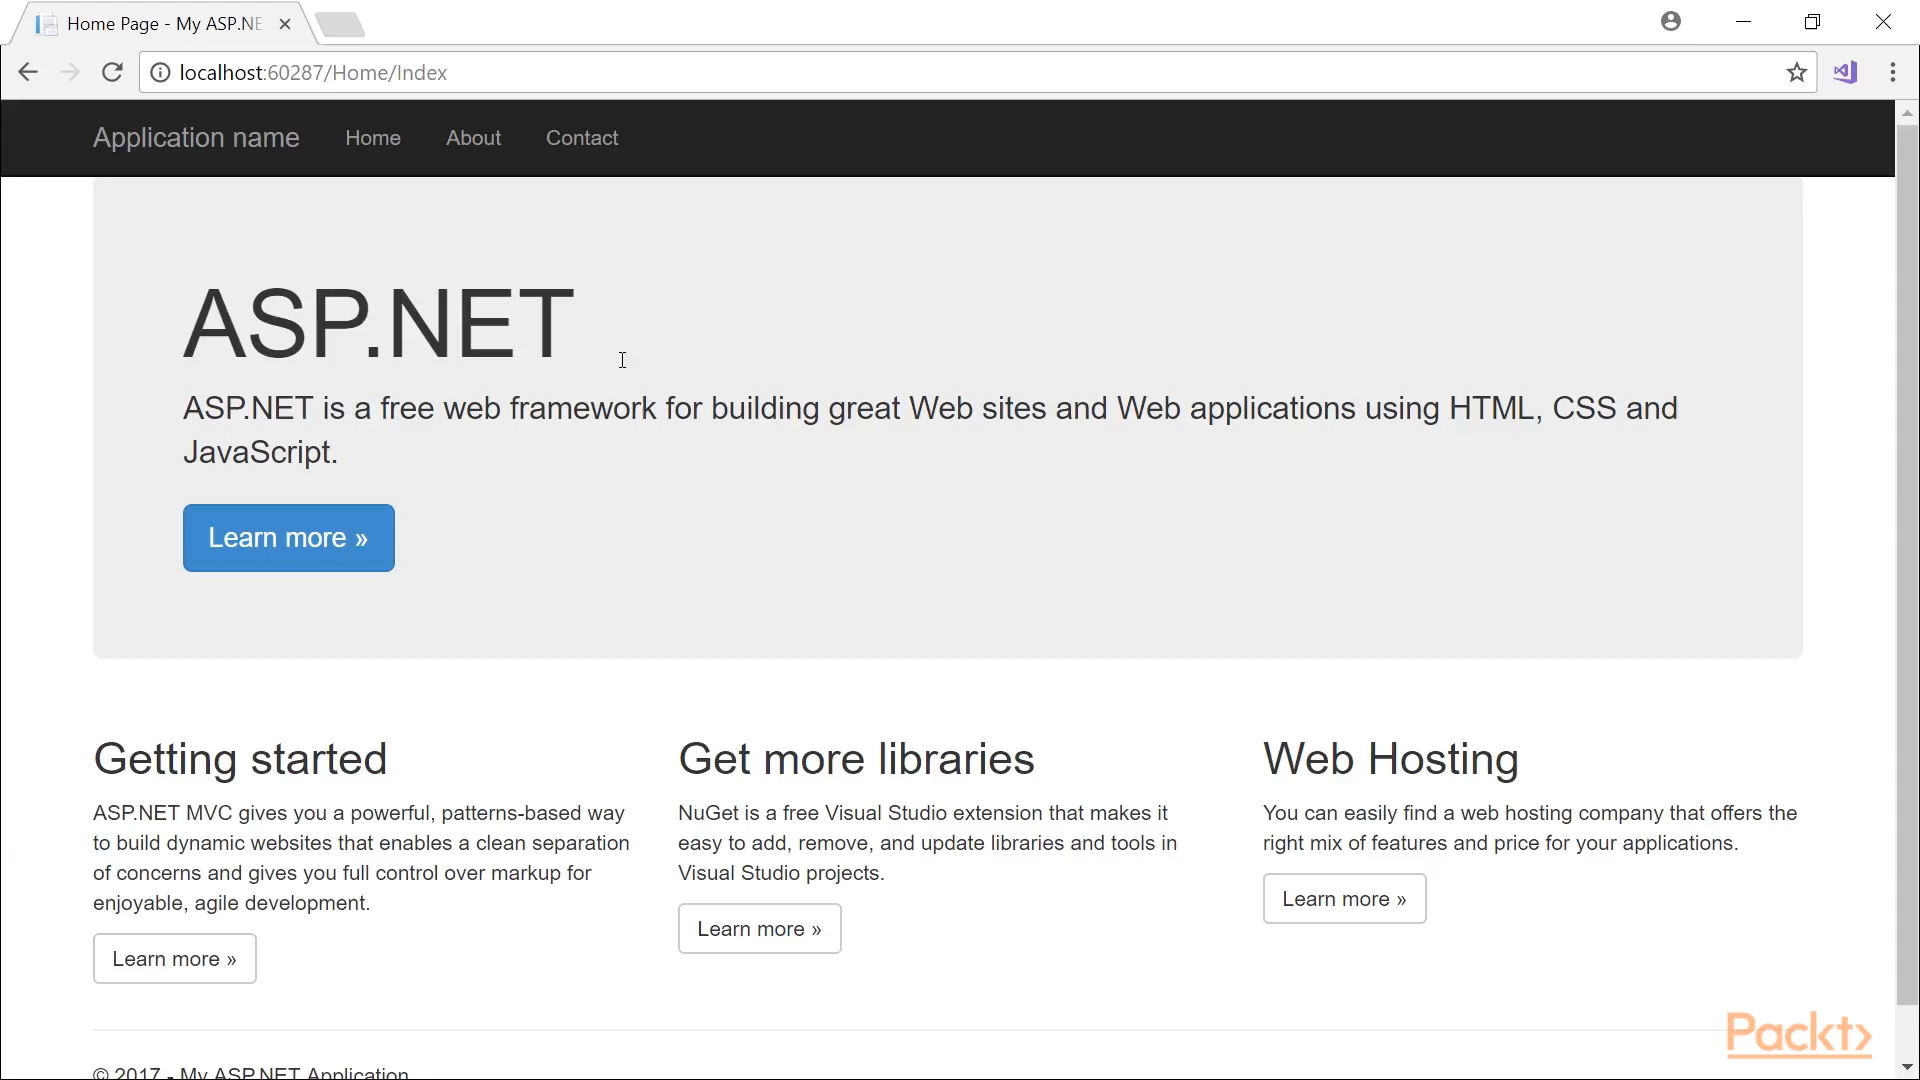 Home Page - My ASP.NE
localhost:60287/Home/Index
Application name
Home
About
Contact
ASP.NET
ASP.NET is a free web framework for building great Web sites and Web applications using HTML, CSS and
JavaScript.
Learn more »
Getting started
ASP.NET MVC gives you a powerful, patterns-based way
to build dynamic websites that enables a clean separation
of concerns and gives you full control over markup for
enjoyable, agile development.
Learn more »
Get more libraries
NuGet is a free Visual Studio extension that makes it
easy to add, remove, and update libraries and tools in
Visual Studio projects.
Learn more »
Web Hosting
You can easily find a web hosting company that offers the
right mix of features and price for your applications.
Learn more »
© 2017 - My ASP.NET Application
Packt>